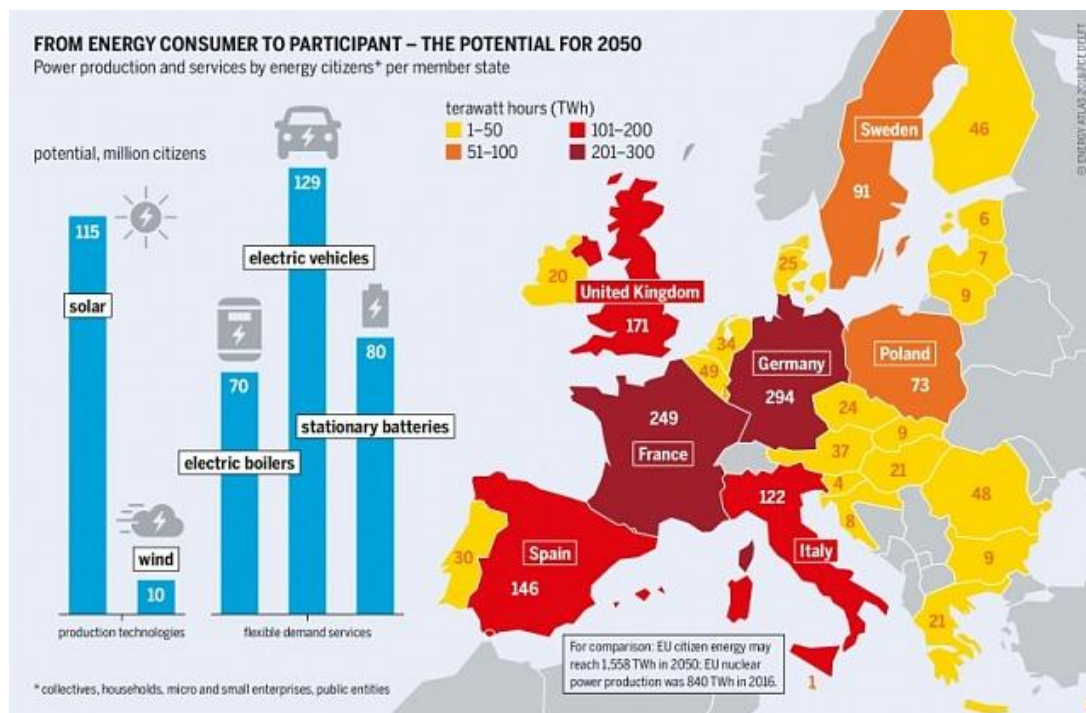 FROM ENERGY CONSUMER TO PARTICIPANT – THE POTENTIAL FOR 2050
Power production and services by energy citizens* per member state
potential, million citizens
115
solar
10
wind
production technologies
70
electric boilers
129
electric vehicles
80
stationary batteries
flexible demand services
* collectives, households, micro and small enterprises, public entities
terawatt hours (TWh)
1–50
101–200
51–100
201–300
Sweden
91
46
6
7
9
25
20
United Kingdom
171
34
49
Germany
294
Poland
73
249
France
24
9
37
21
4
8
48
9
122
Italy
30
Spain
146
21
1
For comparison: EU citizen energy may
reach 1,558 TWh in 2050; EU nuclear
power production was 840 TWh in 2016.